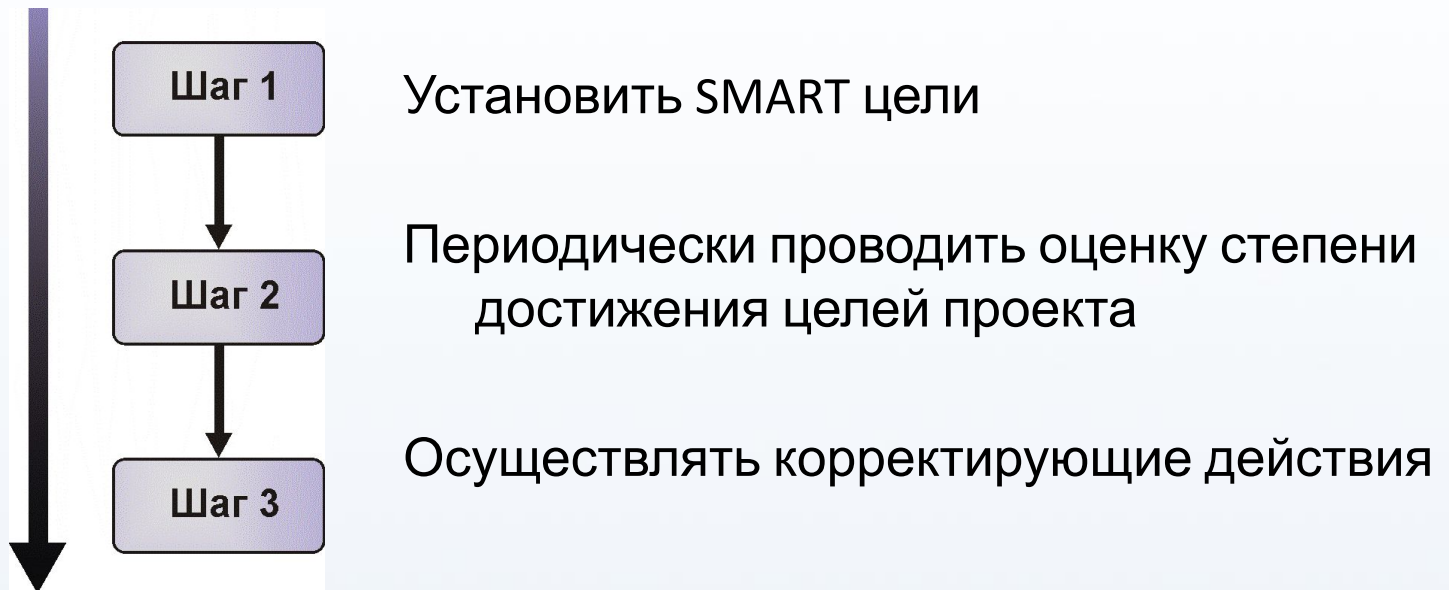 Шаг 1
Установить SMART цели
Шаг 2
Периодически проводить оценку степени
достижения целей проекта
Шаг 3
Осуществлять корректирующие действия